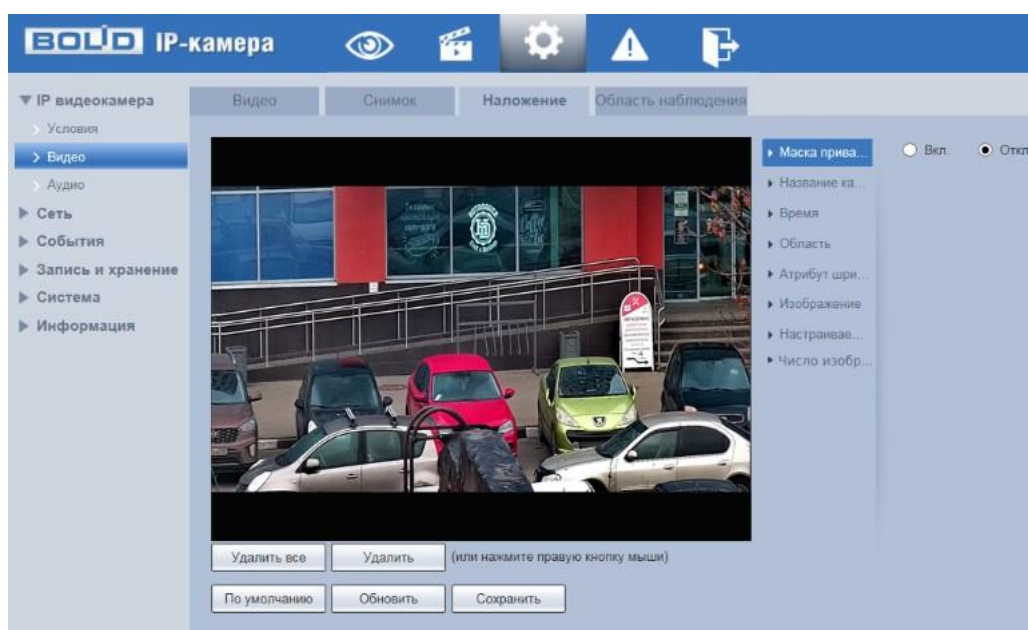 BOLID IP-камера
IP видеокамера
Условия
Видео
Аудио
Сеть
События
Запись и хранение
Система
Информация
Видео Снимок Наложение Область наблюдения
Маска прива...
Название ка...
Время
Область
Атрибут шри...
Изображение
Настраивае...
Число изобр...
Вкл. Откл
Удалить все Удалить (или нажмите правую кнопку мыши)
По умолчанию Обновить Сохранить